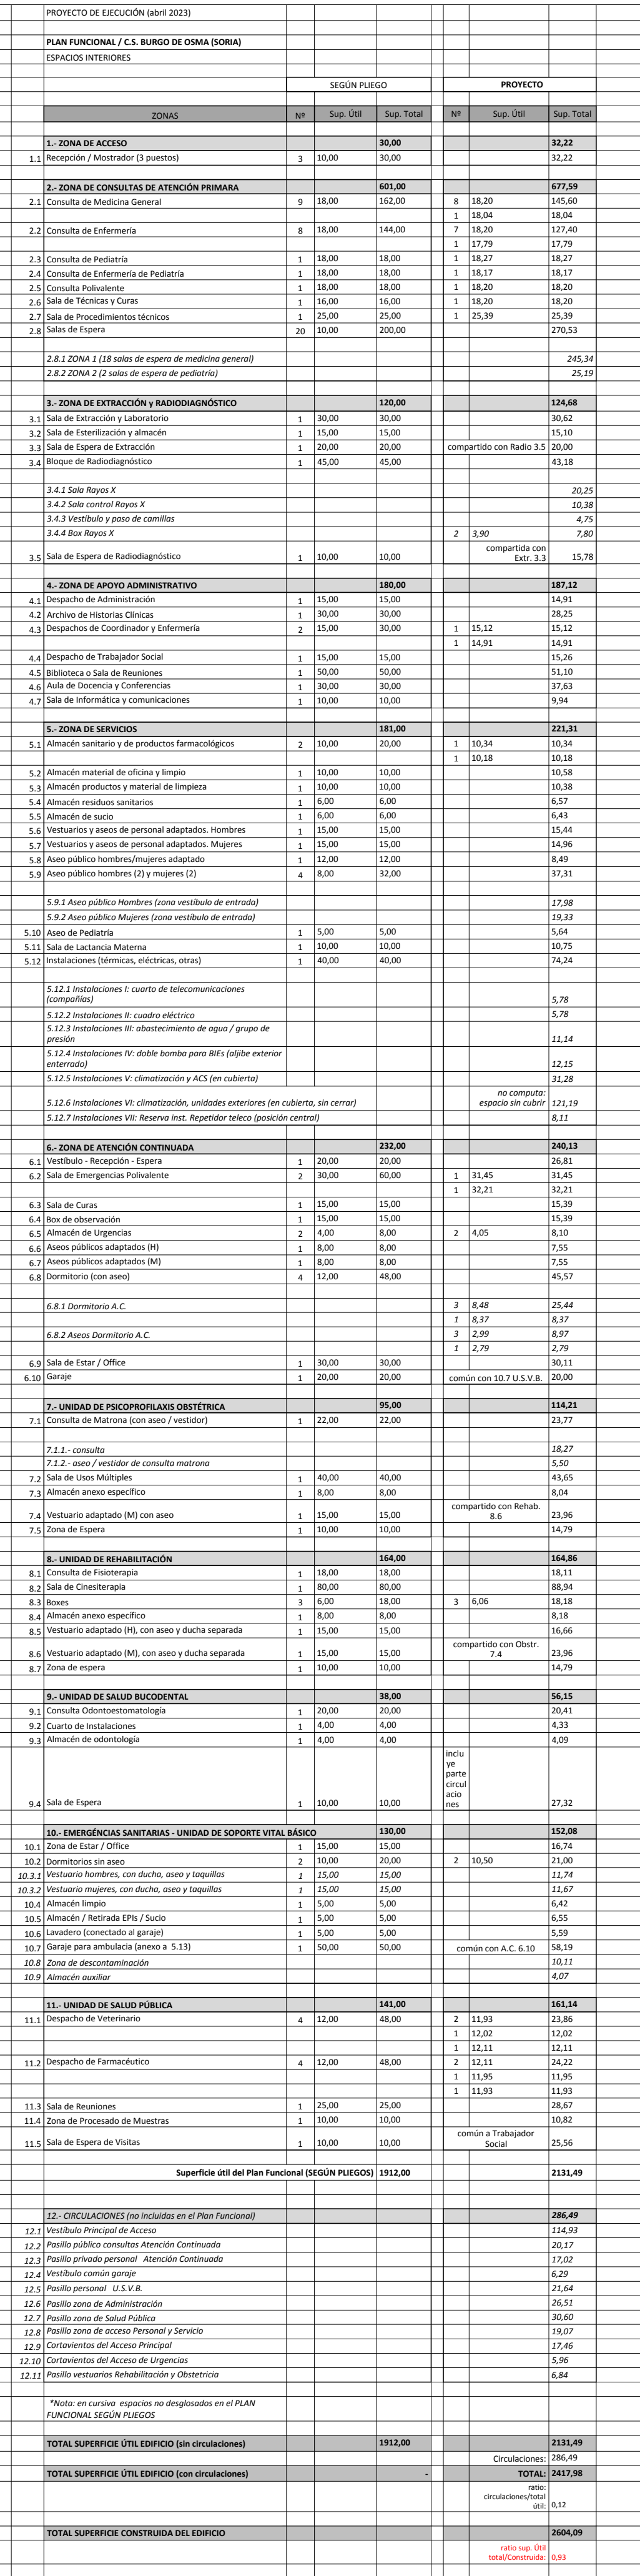 PROYECTO DE EJECUCIÓN (abril 2023)
PLAN FUNCIONAL / C.S. BURGO DE OSMA (SORIA)
ESPACIOS INTERIORES
SEGÚN PLIEGO PROYECTO
ZONAS Nº Sup. Útil Sup. Total Nº Sup. Útil Sup. Total
1.- ZONA DE ACCESO 30,00 32,22
1.1 Recepción / Mostrador (3 puestos) 3 10,00 30,00 32,22
2.- ZONA DE CONSULTAS DE ATENCIÓN PRIMARIA 601,00 677,59
2.1 Consulta de Medicina General 9 18,00 162,00 8 18,20 145,60
1 18,04 18,04
2.2 Consulta de Enfermería 8 18,00 144,00 7 18,20 127,40
1 17,79 17,79
2.3 Consulta de Pediatría 1 18,00 18,00 1 18,27 18,27
2.4 Consulta de Enfermería de Pediatría 1 18,00 18,00 1 18,17 18,17
2.5 Consulta Polivalente 1 18,00 18,00 1 18,20 18,20
2.6 Sala de Técnicas y Curas 1 16,00 16,00 1 18,20 18,20
2.7 Sala de Procedimientos técnicos 1 25,00 25,00 1 25,39 25,39
2.8 Salas de Espera 20 10,00 200,00 270,53
2.8.1 ZONA 1 (18 salas de espera de medicina general) 245,34
2.8.2 ZONA 2 (2 salas de espera de pediatría) 25,19
3.- ZONA DE EXTRACCIÓN y RADIODIAGNÓSTICO 120,00 124,68
3.1 Sala de Extracción y Laboratorio 1 30,00 30,00 30,62
3.2 Sala de Esterilización y almacén 1 15,00 15,00 15,10
3.3 Sala de Espera de Extracción 1 20,00 20,00 compartido con Radio 3.5 20,00
3.4 Bloque de Radiodiagnóstico 1 45,00 45,00 43,18
3.4.1 Sala Rayos X 20,25
3.4.2 Sala control Rayos X 10,38
3.4.3 Vestíbulo y paso de camillas 4,75
3.4.4 Box Rayos X 2 3,90 7,80
compartida con
3.5 Sala de Espera de Radiodiagnóstico 1 10,00 10,00 Extr. 3.3 15,78
4.- ZONA DE APOYO ADMINISTRATIVO 180,00 187,12
4.1 Despacho de Administración 1 15,00 15,00 14,91
4.2 Archivo de Historias Clínicas 1 30,00 30,00 28,25
4.3 Despachos de Coordinador y Enfermería 2 15,00 30,00 1 15,12 15,12
1 14,91 14,91
4.4 Despacho de Trabajador Social 1 15,00 15,00 15,26
4.5 Biblioteca o Sala de Reuniones 1 50,00 50,00 51,10
4.6 Aula de Docencia y Conferencias 1 30,00 30,00 37,63
4.7 Sala de Informática y comunicaciones 1 10,00 10,00 9,94
5.- ZONA DE SERVICIOS 181,00 221,31
5.1 Almacén sanitario y de productos farmacológicos 2 10,00 20,00 1 10,34 10,34
1 10,18 10,18
5.2 Almacén material de oficina y limpio 1 10,00 10,00 10,58
5.3 Almacén productos y material de limpieza 1 10,00 10,00 10,38
5.4 Almacén residuos sanitarios 1 6,00 6,00 6,57
5.5 Almacén de sucio 1 6,00 6,00 6,43
5.6 Vestuarios y aseos de personal adaptados. Hombres 1 15,00 15,00 15,44
5.7 Vestuarios y aseos de personal adaptados. Mujeres 1 15,00 15,00 14,96
5.8 Aseo público hombres/mujeres adaptado 1 12,00 12,00 8,49
5.9 Aseo público hombres (2) y mujeres (2) 4 8,00 32,00 37,31
5.9.1 Aseo público Hombres (zona vestíbulo de entrada) 17,98
5.9.2 Aseo público Mujeres (zona vestíbulo de entrada) 19,33
5.10 Aseo de Pediatría 1 5,00 5,00 5,64
5.11 Sala de Lactancia Materna 1 10,00 10,00 10,75
5.12 Instalaciones (térmicas, eléctricas, otras) 1 40,00 40,00 74,24
5.12.1 Instalaciones I: cuarto de telecomunicaciones
(compañías) 5,78
5.12.2 Instalaciones II: cuadro eléctrico 5,78
5.12.3 Instalaciones III: abastecimiento de agua / grupo de
presión 11,14
5.12.4 Instalaciones IV: doble bomba para BIEs (aljibe exterior
enterrado) 12,15
5.12.5 Instalaciones V: climatización y ACS (en cubierta) 31,28
no computa:
5.12.6 Instalaciones VI: climatización, unidades exteriores (en cubierta, sin cerrar) espacio sin cubrir 121,19
5.12.7 Instalaciones VII: Reserva inst. Repetidor teleco (posición central) 8,11
6.- ZONA DE ATENCIÓN CONTINUADA 232,00 240,13
6.1 Vestíbulo - Recepción - Espera 1 20,00 20,00 26,81
6.2 Sala de Emergencias Polivalente 2 30,00 60,00 1 31,45 31,45
1 32,21 32,21
6.3 Sala de Curas 1 15,00 15,00 15,39
6.4 Box de observación 1 15,00 15,00 15,39
6.5 Almacén de Urgencias 2 4,00 8,00 2 4,05 8,10
6.6 Aseos públicos adaptados (H) 1 8,00 8,00 7,55
6.7 Aseos públicos adaptados (M) 1 8,00 8,00 7,55
6.8 Dormitorio (con aseo) 4 12,00 48,00 45,57
6.8.1 Dormitorio A.C. 3 8,48 25,44
1 8,37 8,37
6.8.2 Aseos Dormitorio A.C. 3 2,99 8,97
1 2,79 2,79
6.9 Sala de Estar / Office 1 30,00 30,00 30,11
6.10 Garaje 1 20,00 20,00 común con 10.7 U.S.V.B. 20,00
7.- UNIDAD DE PSICOPROFILAXIS OBSTÉTRICA 95,00 114,21
7.1 Consulta de Matrona (con aseo / vestidor) 1 22,00 22,00 23,77
7.1.1.- consulta 18,27
7.1.2.- aseo / vestidor de consulta matrona 5,50
7.2 Sala de Usos Múltiples 1 40,00 40,00 43,65
7.3 Almacén anexo específico 1 8,00 8,00 8,04
compartido con Rehab.
7.4 Vestuario adaptado (M) con aseo 1 15,00 15,00 8.6 23,96
7.5 Zona de Espera 1 10,00 10,00 14,79
8.- UNIDAD DE REHABILITACIÓN 164,00 164,86
8.1 Consulta de Fisioterapia 1 18,00 18,00 18,11
8.2 Sala de Cinesiterapia 1 80,00 80,00 88,94
8.3 Boxes 3 6,00 18,00 3 6,06 18,18
8.4 Almacén anexo específico 1 8,00 8,00 8,18
8.5 Vestuario adaptado (H), con aseo y ducha separada 1 15,00 15,00 16,66
compartido con Obstr.
8.6 Vestuario adaptado (M), con aseo y ducha separada 1 15,00 15,00 7.4 23,96
8.7 Zona de espera 1 10,00 10,00 14,79
9.- UNIDAD DE SALUD BUCODENTAL 38,00 56,15
9.1 Consulta Odontoestomatología 1 20,00 20,00 20,41
9.2 Cuarto de Instalaciones 1 4,00 4,00 4,33
9.3 Almacén de odontología 1 4,00 4,00 4,09
inclu
ye
parte
circul
acio
9.4 Sala de Espera 1 10,00 10,00 nes 27,32
10.- EMERGÉNCIAS SANITARIAS - UNIDAD DE SOPORTE VITAL BÁSICO 130,00 152,08
10.1 Zona de Estar / Office 1 15,00 15,00 16,74
10.2 Dormitorios sin aseo 2 10,00 20,00 2 10,50 21,00
10.3.1 Vestuario hombres, con ducha, aseo y taquillas 1 15,00 15,00 11,74
10.3.2 Vestuario mujeres, con ducha, aseo y taquillas 1 15,00 15,00 11,67
10.4 Almacén limpio 1 5,00 5,00 6,42
10.5 Almacén / Retirada EPIs / Sucio 1 5,00 5,00 6,55
10.6 Lavadero (conectado al garaje) 1 5,00 5,00 5,59
10.7 Garaje para ambulacia (anexo a 5.13) 1 50,00 50,00 común con A.C. 6.10 58,19
10.8 Zona de descontaminación 10,11
10.9 Almacén auxiliar 4,07
11.- UNIDAD DE SALUD PÚBLICA 141,00 161,14
11.1 Despacho de Veterinario 4 12,00 48,00 2 11,93 23,86
1 12,02 12,02
1 12,11 12,11
11.2 Despacho de Farmacéutico 4 12,00 48,00 2 12,11 24,22
1 11,95 11,95
1 11,93 11,93
11.3 Sala de Reuniones 1 25,00 25,00 28,67
11.4 Zona de Procesado de Muestras 1 10,00 10,00 10,82
común a Trabajador
11.5 Sala de Espera de Visitas 1 10,00 10,00 Social 25,56
Superficie útil del Plan Funcional (SEGÚN PLIEGOS) 1912,00 2131,49
12.- CIRCULACIONES (no incluidas en el Plan Funcional) 286,49
12.1 Vestíbulo Principal de Acceso 114,93
12.2 Pasillo público consultas Atención Continuada 20,17
12.3 Pasillo privado personal Atención Continuada 17,02
12.4 Vestíbulo común garaje 6,29
12.5 Pasillo personal U.S.V.B. 21,64
12.6 Pasillo zona de Administración 26,51
12.7 Pasillo zona de Salud Pública 30,60
12.8 Pasillo zona de acceso Personal y Servicio 19,07
12.9 Cortavientos del Acceso Principal 17,46
12.10 Cortavientos del Acceso de Urgencias 5,96
12.11 Pasillo vestuarios Rehabilitación y Obstetricia 6,84
*Nota: en cursiva espacios no desglosados en el PLAN
FUNCIONAL SEGÚN PLIEGOS
TOTAL SUPERFICIE ÚTIL EDIFICIO (sin circulaciones) 1912,00 2131,49
Circulaciones: 286,49
TOTAL SUPERFICIE ÚTIL EDIFICIO (con circulaciones) - TOTAL: 2417,98
ratio:
circulaciones/total
útil: 0,12
TOTAL SUPERFICIE CONSTRUIDA DEL EDIFICIO 2604,09
ratio sup. Útil
total/Construida: 0,93